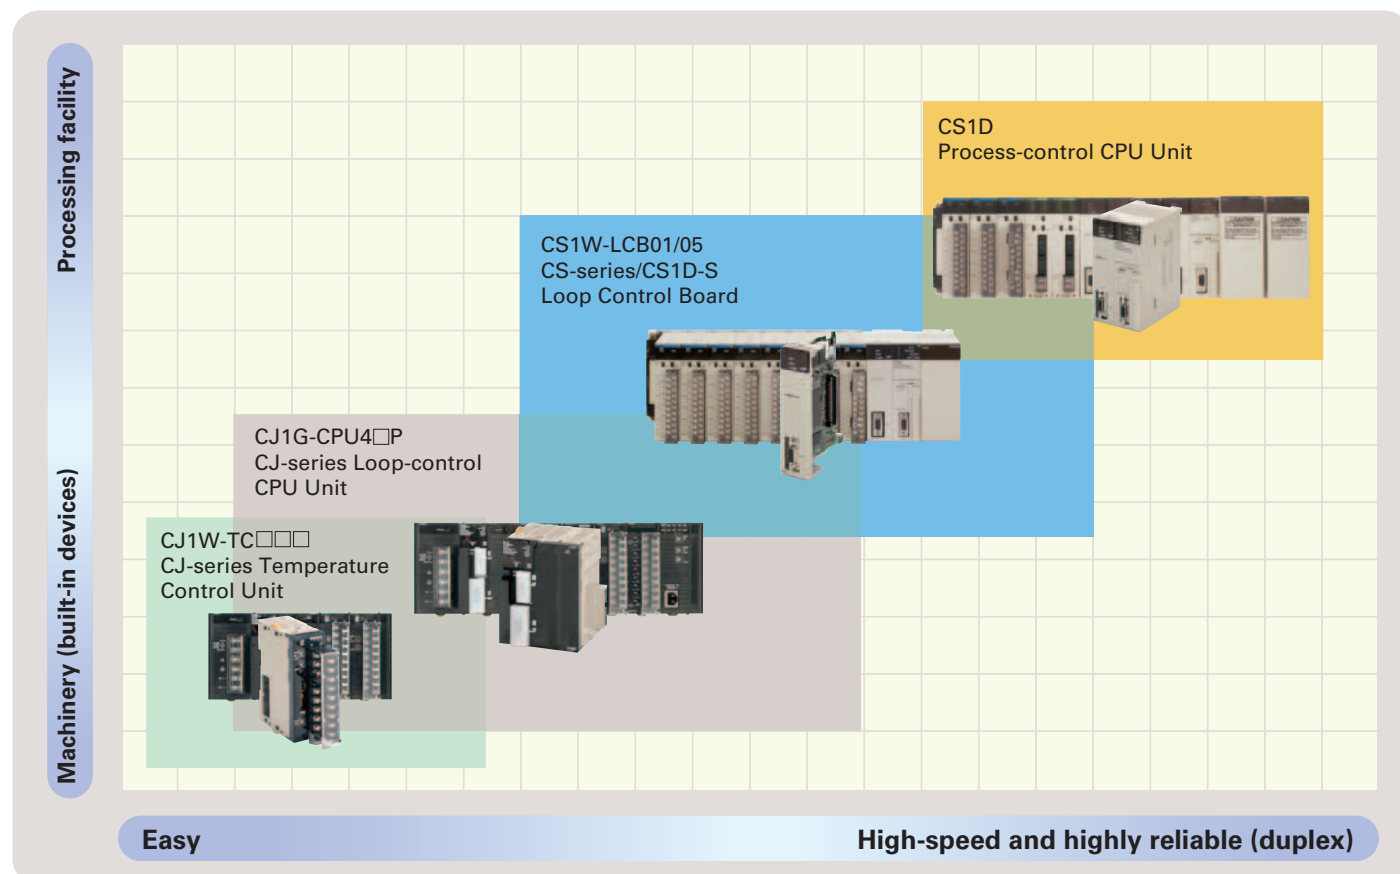 Processing facility
Machinery (built-in devices)
CS1D
Process-control CPU Unit
CS1W-LCB01/05
CS-series/CS1D-S
Loop Control Board
CJ1G-CPU4□P
CJ-series Loop-control
CPU Unit
CJ1W-TC□□□
CJ-series Temperature
Control Unit
Easy
High-speed and highly reliable (duplex)